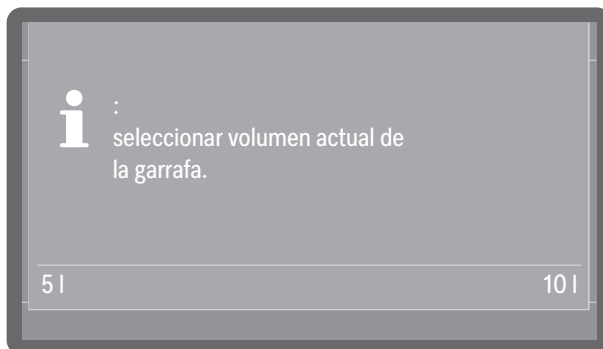 :
seleccionar volumen actual de
la garrafa.
5 l
10 l